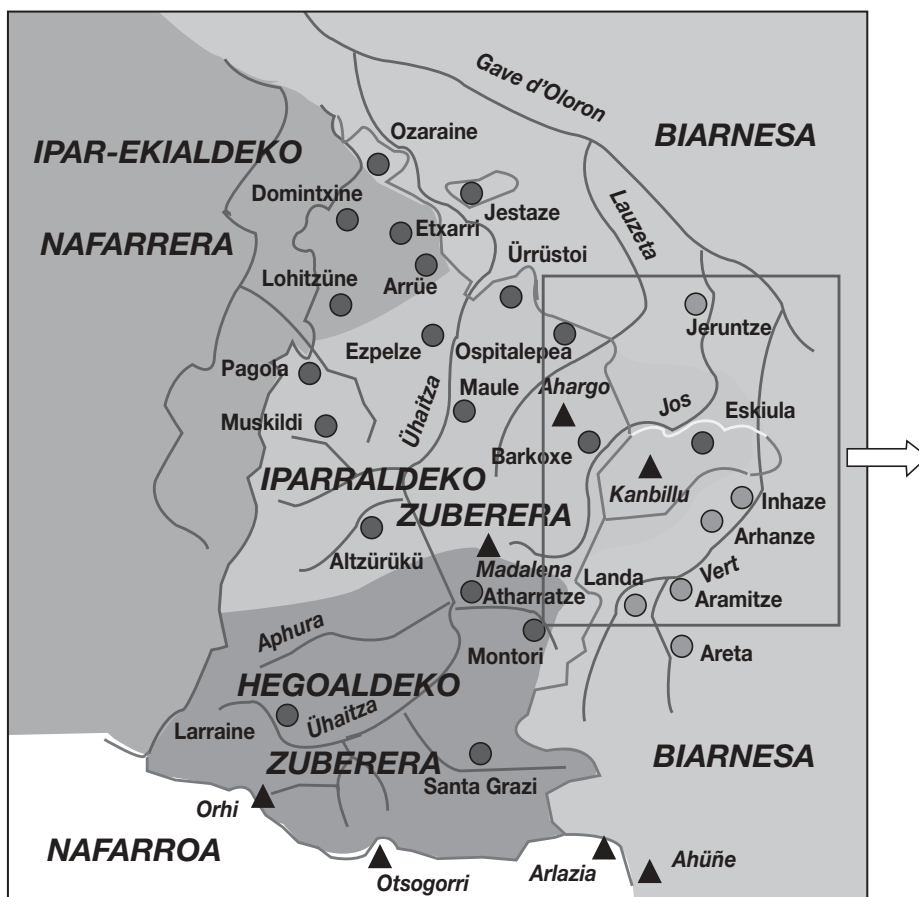 Gave d'Oloron
BIARNESA
Ozaraine
IPAR-EKIALDEKO
Domintxine
Jestaze
Lauzeta
Etxarri
NAFARRERA
Ürrüstoi
Lohitzüne
Arrüe
Jeruntze
Ezpelze
Ospitalepea
Pagola
Maule
Ahargo
Jos
Ühaitza
Eskiula
Muskildi
Barkoxe
IPARRALDEKO
Kanbillu
Inhaze
ZUBERERA
Arhanze
Altzürükü
Madalena
Landa
Vert
Atharratze
Aramitze
Aphura
Montori
Areta
HEGOALDEKO
Ühaitza
Larraine
BIARNESA
ZUBERERA
Santa Grazi
Orhi
NAFARROA
Arlazia
Ahüñe
Otsogorri